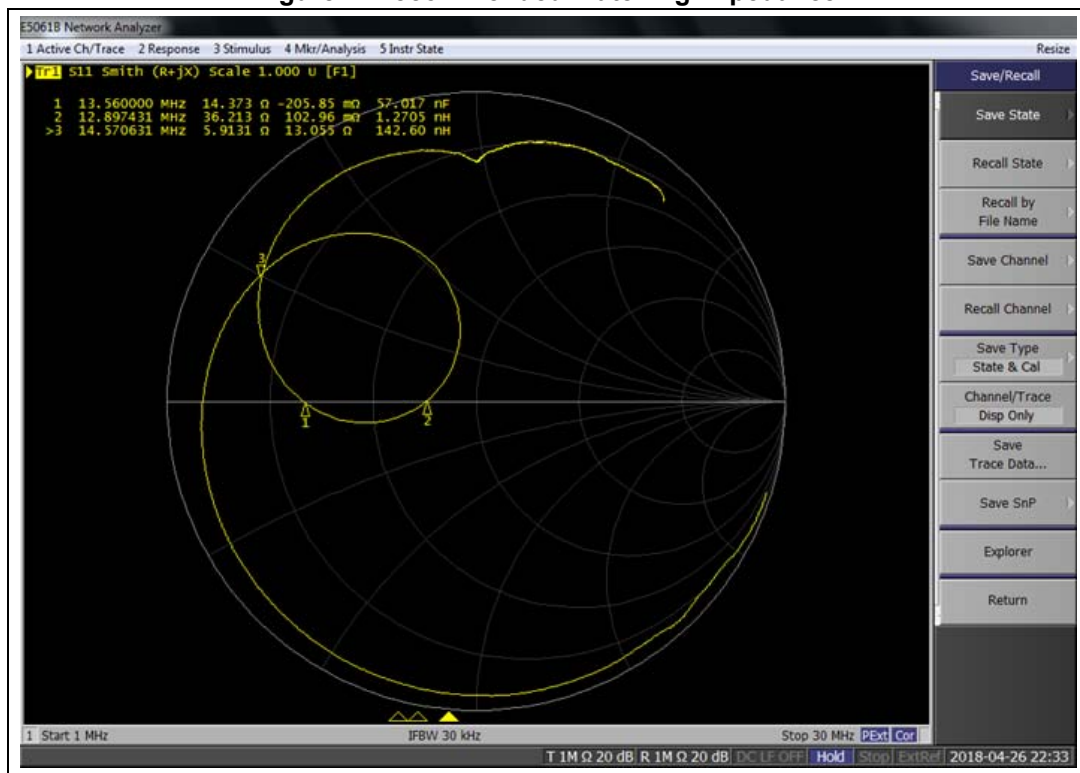 E5061B Network Analyzer
1 Active Ch/Trace 2 Response 3 Stimulus 4 Mkr/Analysis 5 Instr State Resize
Tr1 S11 Smith (R+jX) Scale 1.000 U [F1]
1 13.560000 MHz 14.373 Ω -205.85 mΩ 57.017 nF
2 12.897431 MHz 36.213 Ω 102.96 mΩ 1.2705 nH
>3 14.570631 MHz 5.9131 Ω 13.055 Ω 142.60 nH
3
1
2
Save/Recall
Save State
Recall State
Recall by
File Name
Save Channel
Recall Channel
Save Type
State & Cal
Channel/Trace
Disp Only
Save
Trace Data...
Save SnP
Explorer
Return
1 Start 1 MHz IFBW 30 kHz Stop 30 MHz PExt Cor
T 1M Ω 20 dB R 1M Ω 20 dB DC LF OFF Hold Stop ExtRef 2018-04-26 22:33